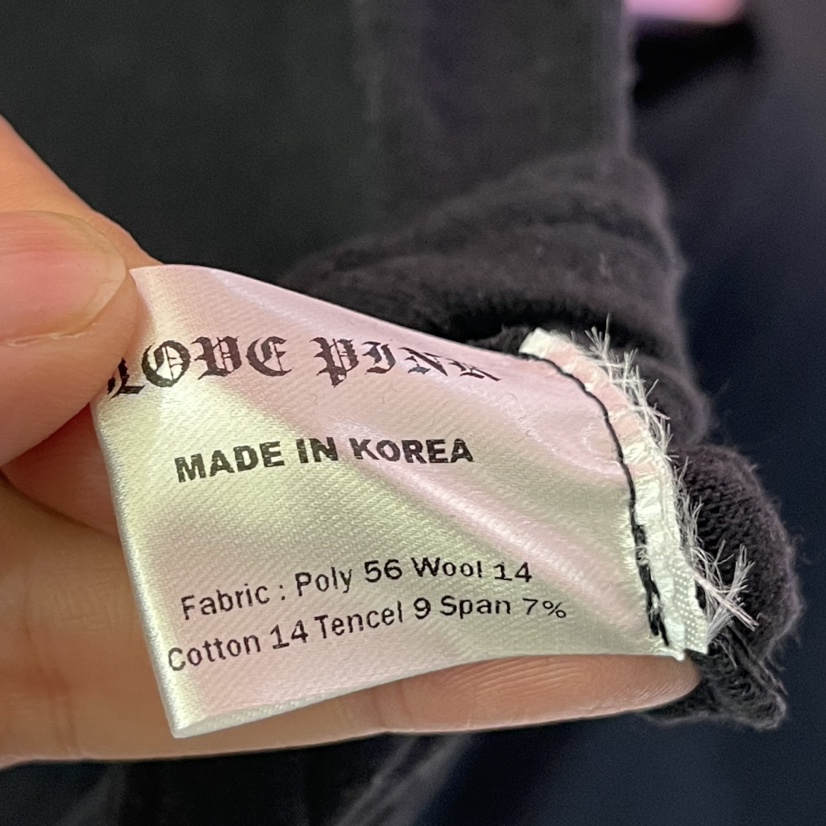 LOVE PINK
MADE IN KOREA
Fabric : Poly 56 Wool 14
Cotton 14 Tencel 9 Span 7%